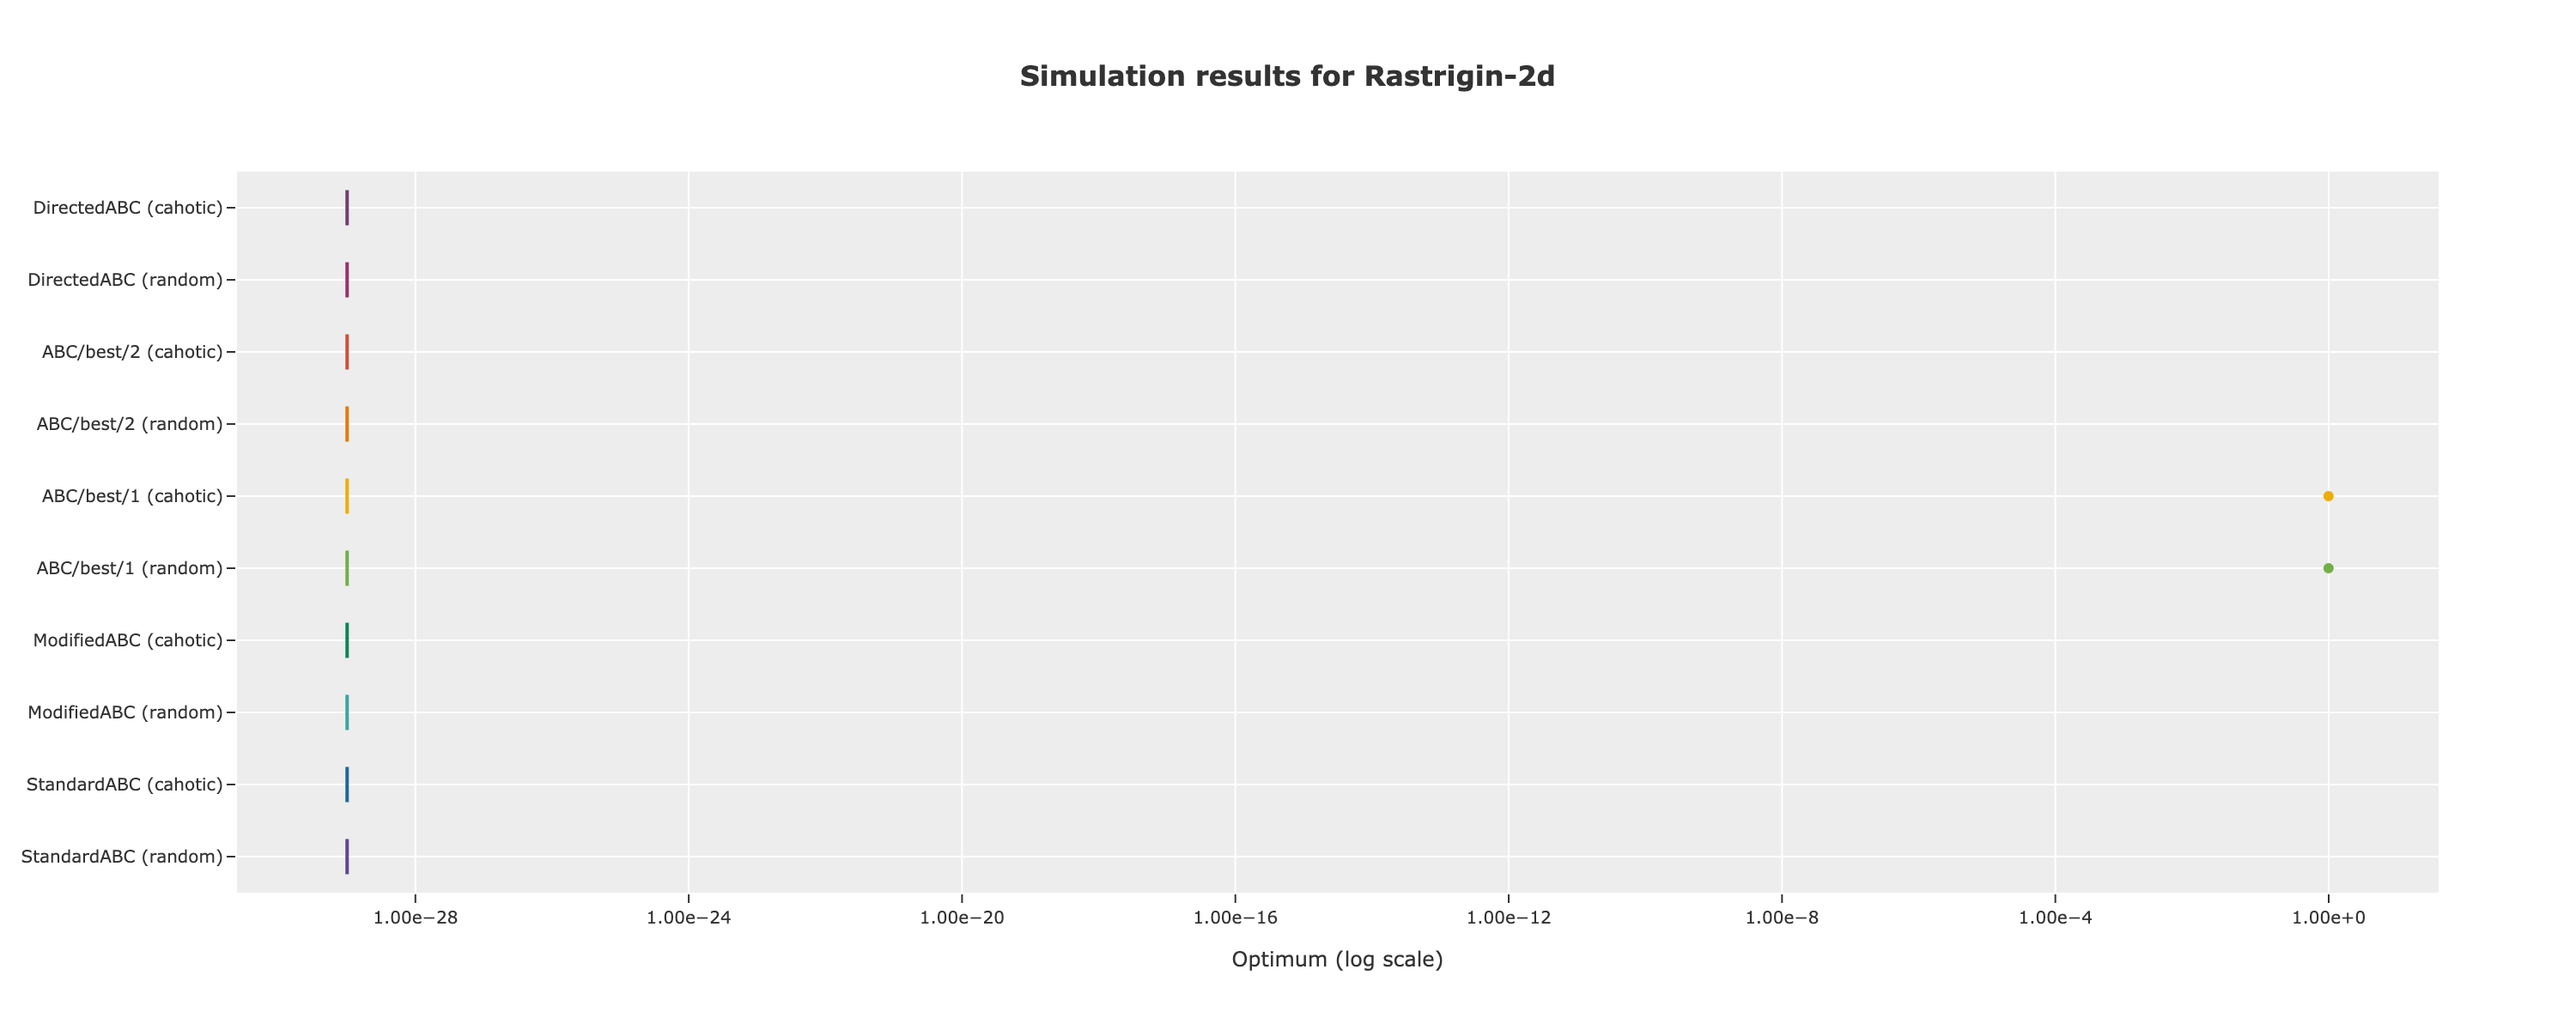 Simulation results for Rastrigin-2d
DirectedABC (cahotic)
DirectedABC (random)
ABC/best/2 (cahotic)
ABC/best/2 (random)
ABC/best/1 (cahotic)
ABC/best/1 (random)
ModifiedABC (cahotic)
ModifiedABC (random)
StandardABC (cahotic)
StandardABC (random)
1.00e−28 1.00e−24 1.00e−20 1.00e−16 1.00e−12 1.00e−8 1.00e−4 1.00e+0
Optimum (log scale)